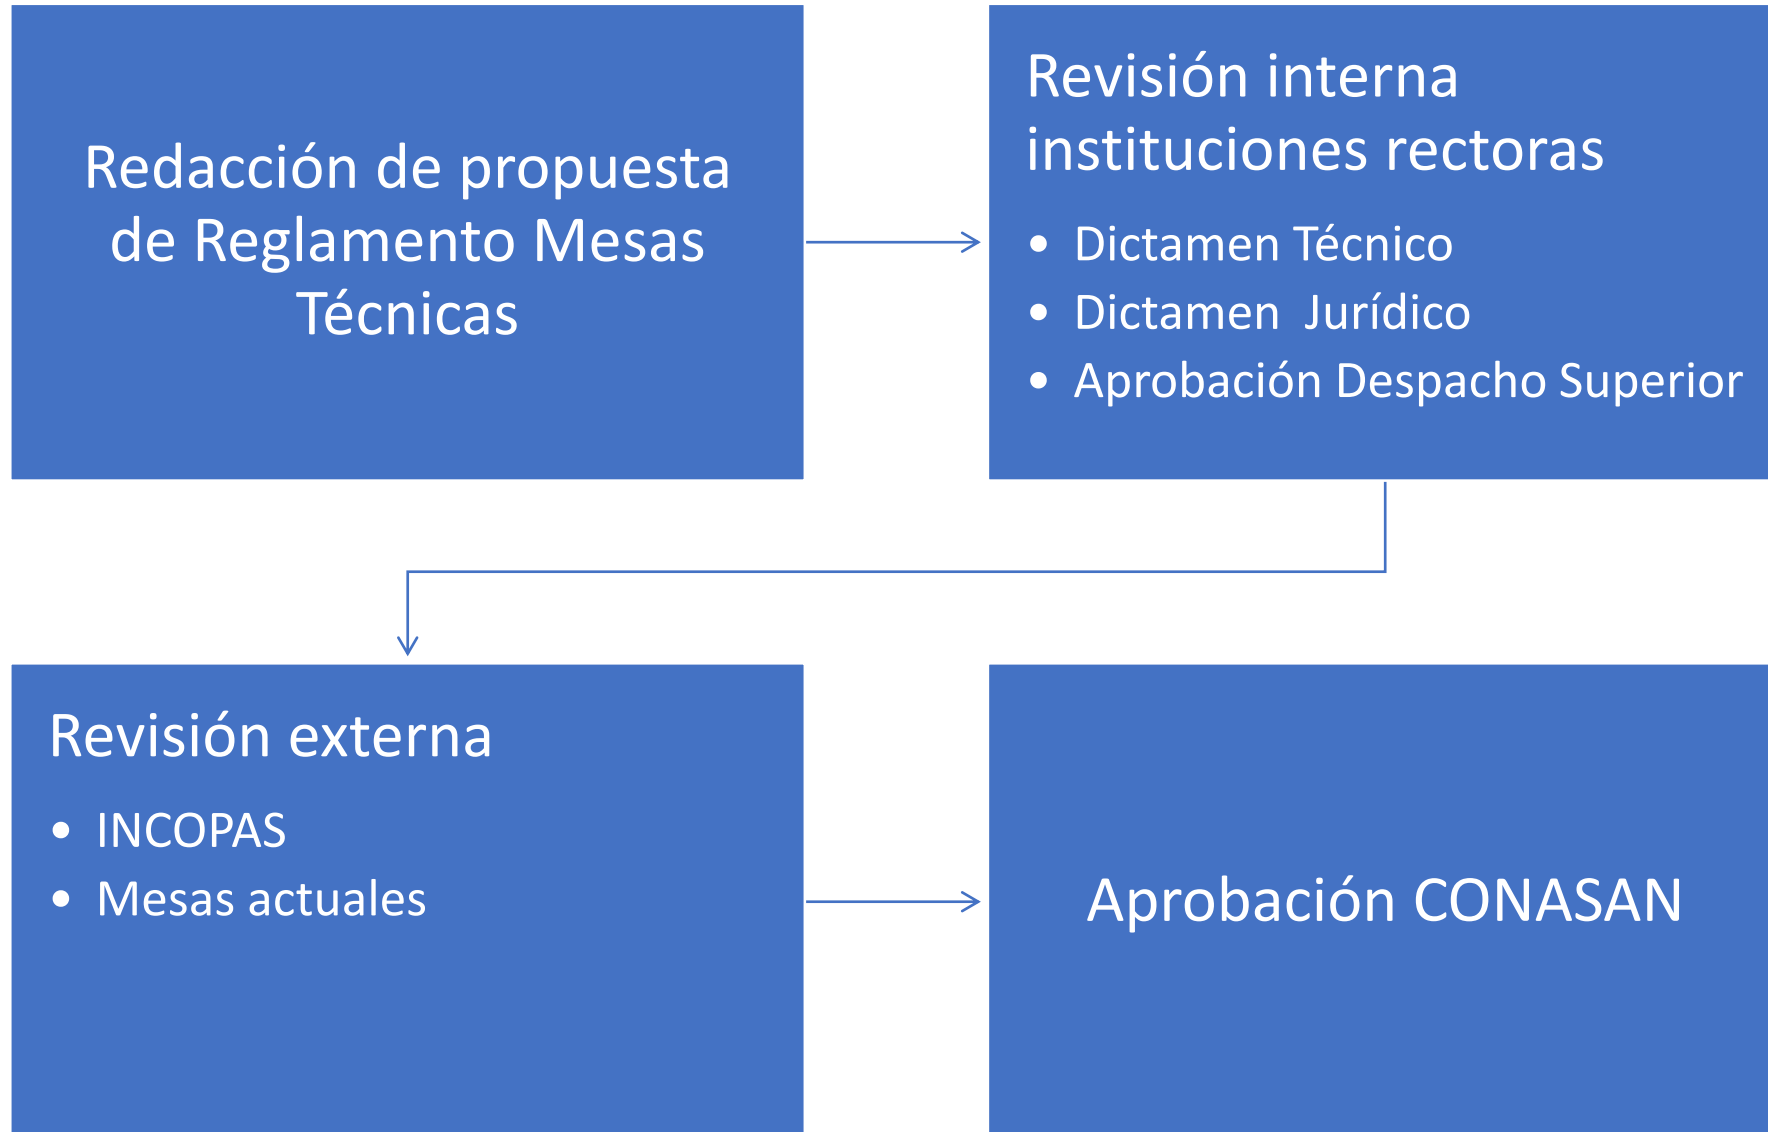 Redacción de propuesta
de Reglamento Mesas
Técnicas
Revisión interna
instituciones rectoras
• Dictamen Técnico
• Dictamen  Jurídico
• Aprobación Despacho Superior
Revisión externa
• INCOPAS
• Mesas actuales
Aprobación CONASAN